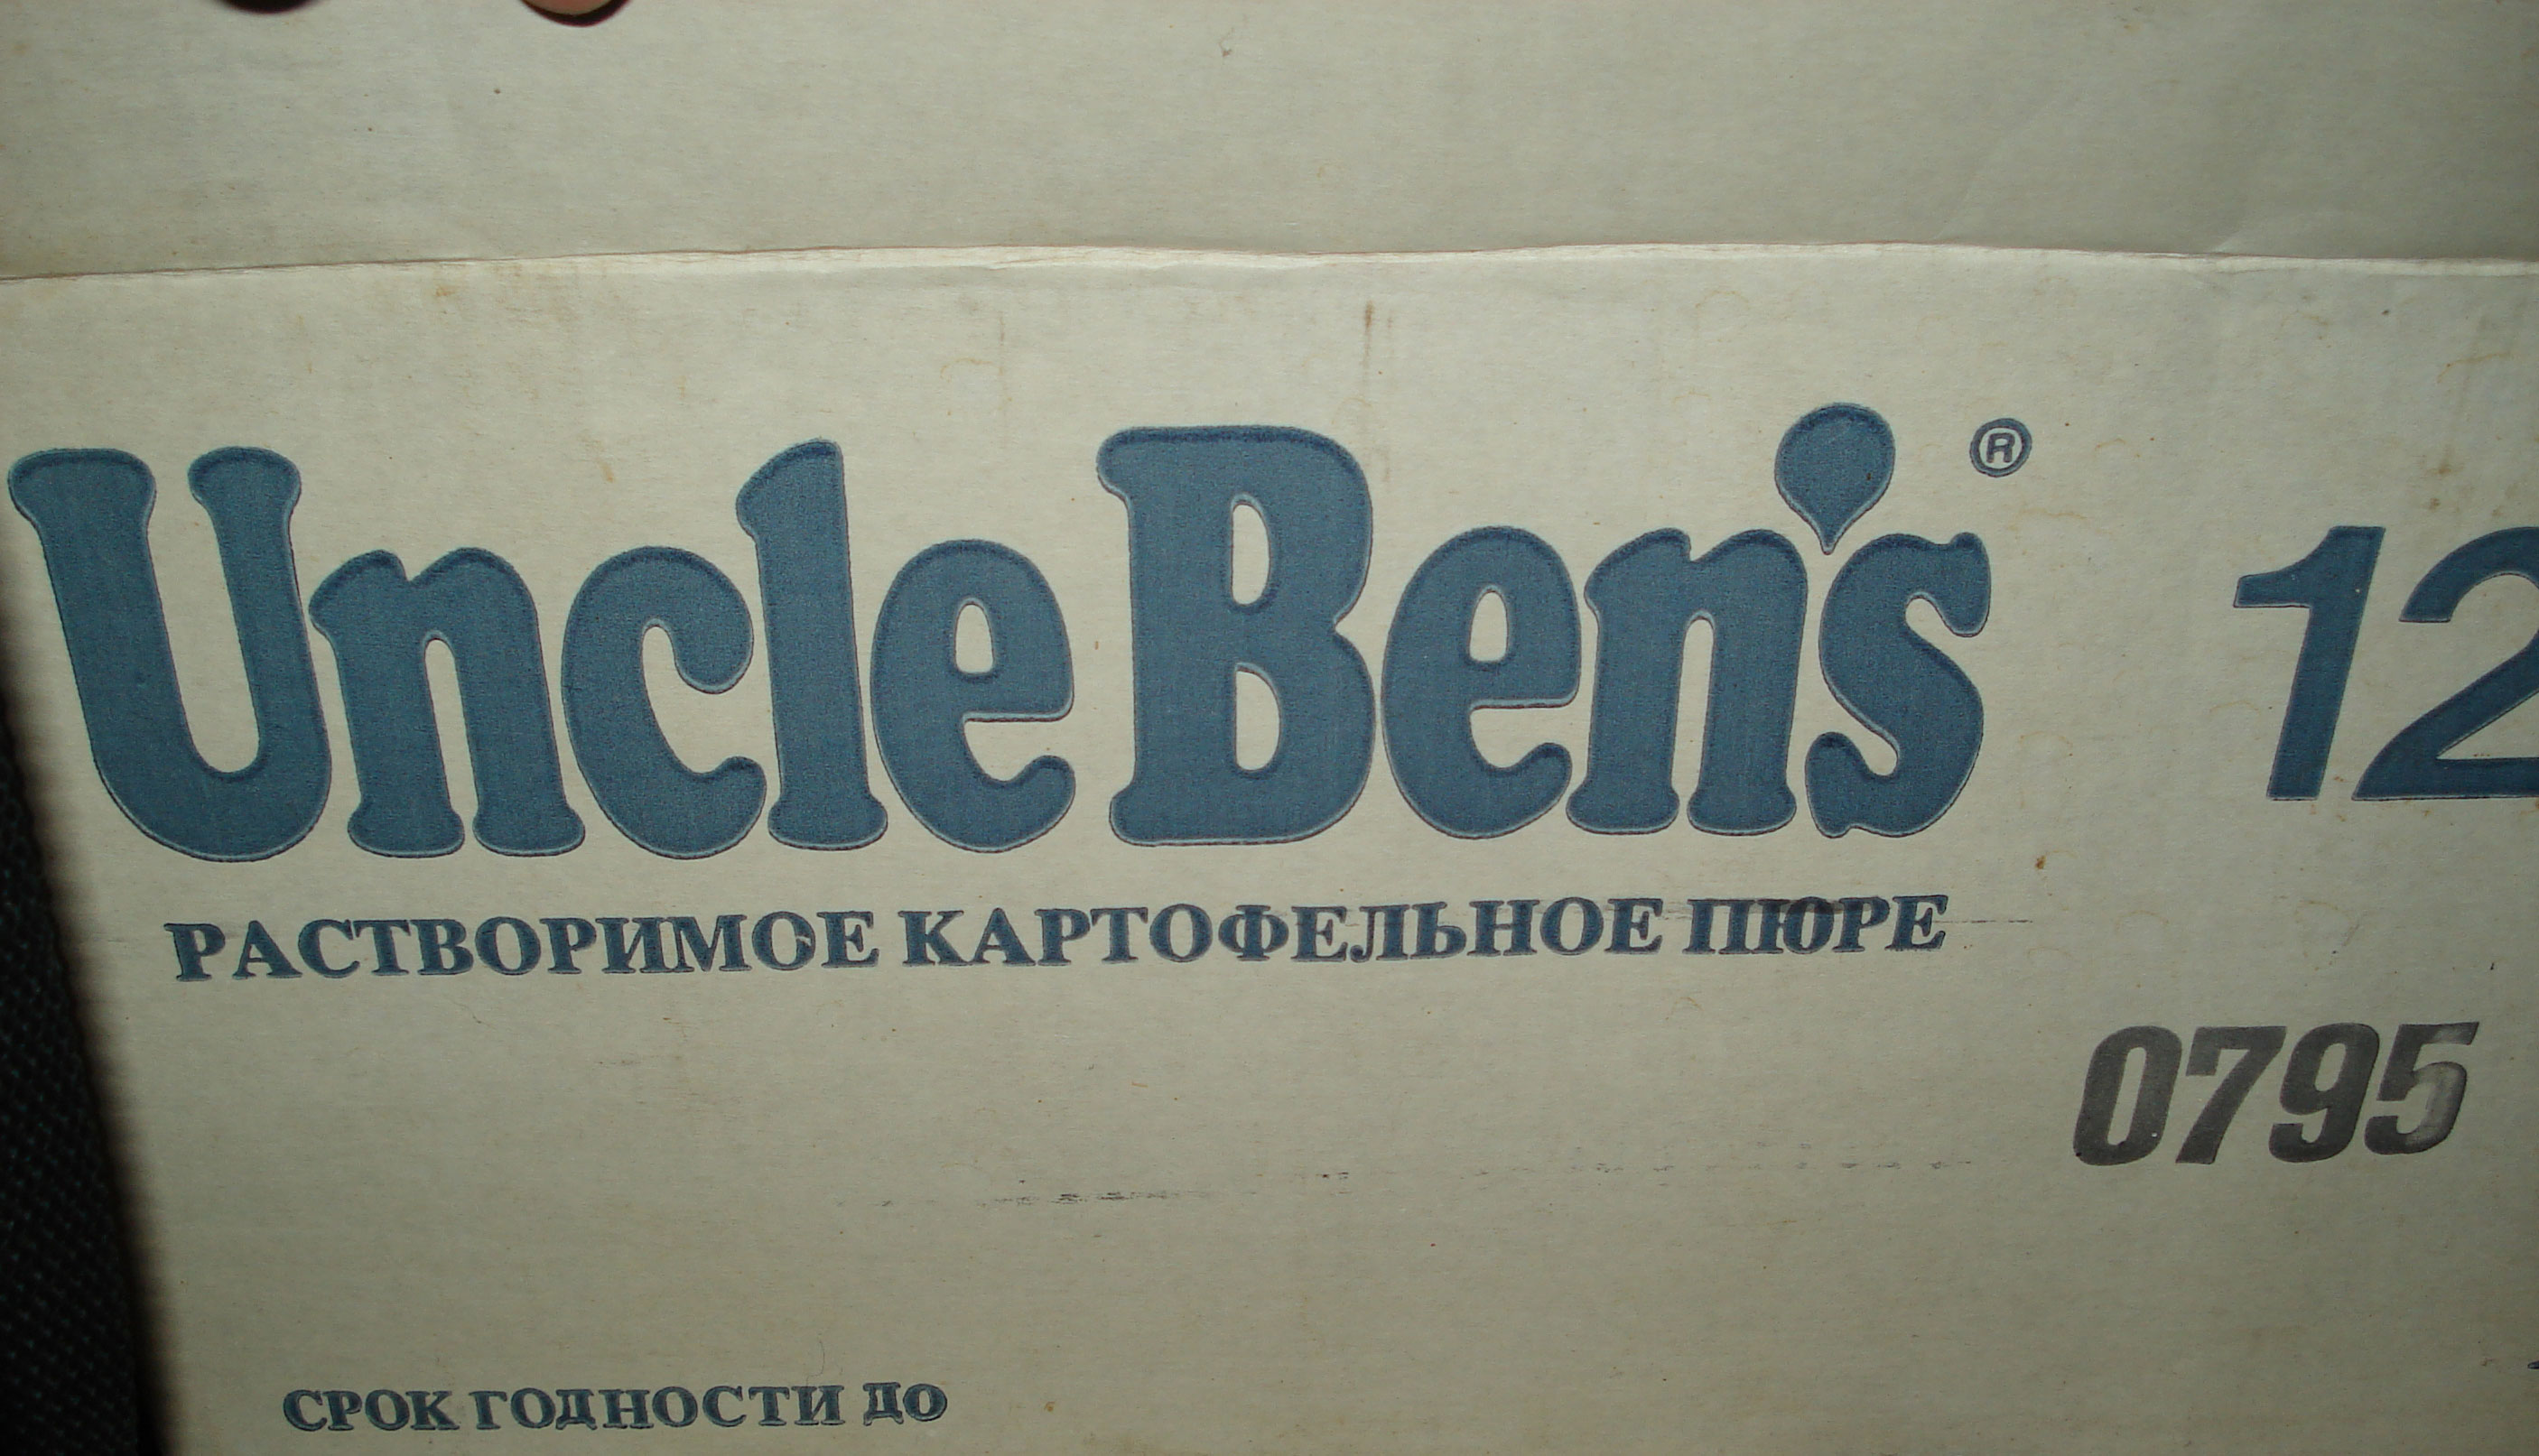 Uncle Ben's ® 12
РАСТВОРИМОЕ КАРТОФЕЛЬНОЕ ПЮРЕ
0795
СРОК ГОДНОСТИ ДО